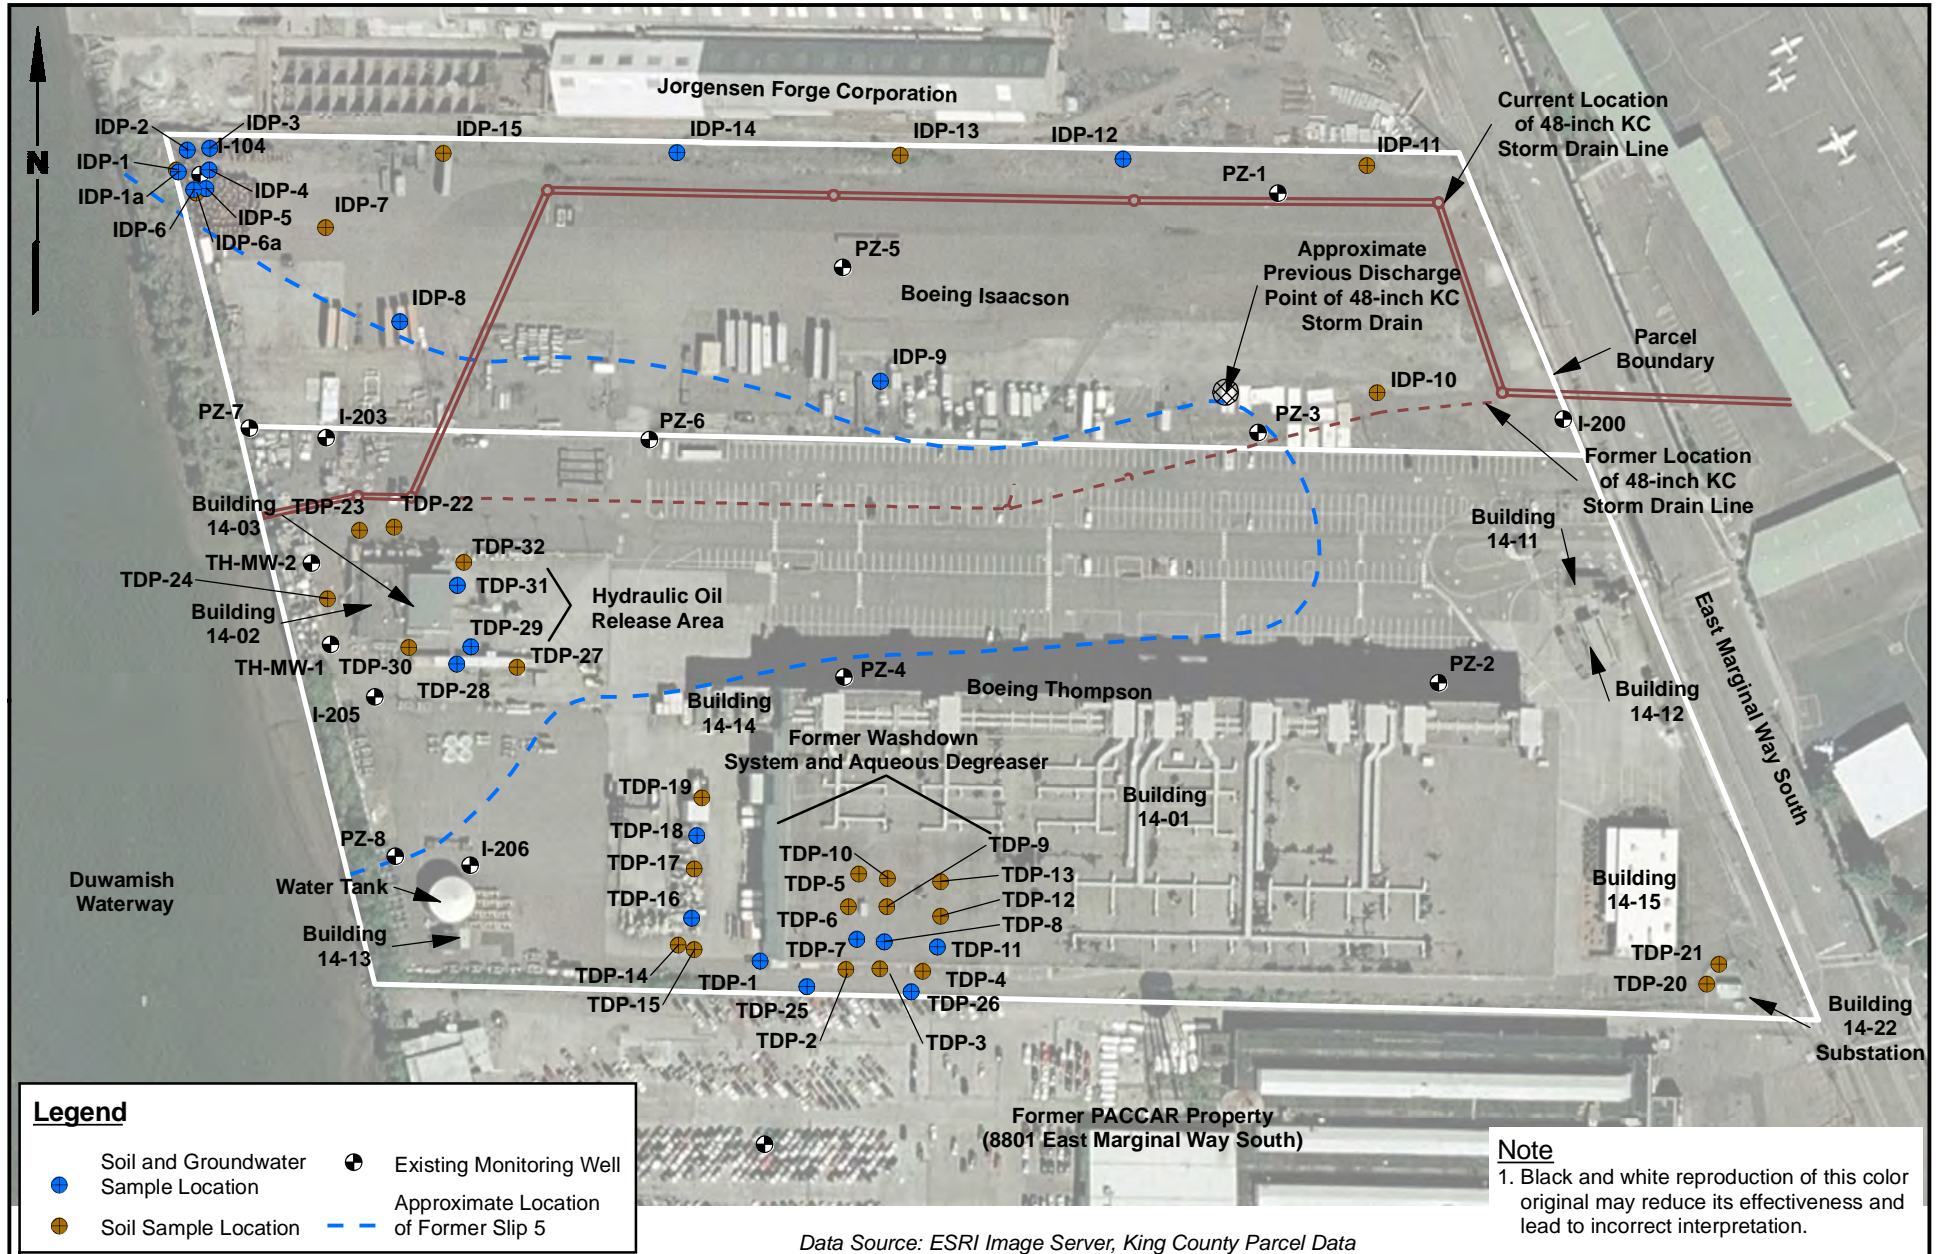 Jorgensen Forge Corporation
Current Location
of 48-inch KC
Storm Drain Line
IDP-2
IDP-3
IDP-15
IDP-14
IDP-13
IDP-12
IDP-11
I-104
IDP-1
N
PZ-1
IDP-4
IDP-1a
IDP-7
IDP-5
IDP-6
IDP-6a
PZ-5
Approximate
Previous Discharge
Point of 48-inch KC
Storm Drain
Boeing Isaacson
IDP-8
Parcel
Boundary
IDP-9
IDP-10
PZ-7
I-203
PZ-6
PZ-3
I-200
Former Location
of 48-inch KC
Storm Drain Line
Building
14-03
TDP-23
TDP-22
Building
14-11
TH-MW-2
TDP-32
TDP-24
TDP-31
Hydraulic Oil
Release Area
Building
14-02
TDP-29
East Marginal Way South
TH-MW-1
TDP-30
TDP-27
TDP-28
PZ-4
PZ-2
Boeing Thompson
Building
14-12
I-205
Building
14-14
Former Washdown
System and Aqueous Degreaser
TDP-19
Building
14-01
TDP-18
PZ-8
I-206
TDP-17
TDP-10
TDP-9
TDP-5
TDP-13
Duwamish
Waterway
Water Tank
Building
14-15
TDP-16
TDP-12
TDP-6
TDP-8
Building
14-13
TDP-7
TDP-11
TDP-21
TDP-14
TDP-1
TDP-4
TDP-20
TDP-15
TDP-25
TDP-26
Building
14-22
Substation
TDP-2
TDP-3
Former PACCAR Property
(8801 East Marginal Way South)
Legend
Soil and Groundwater
Sample Location
Soil Sample Location
Existing Monitoring Well
Approximate Location
of Former Slip 5
Note
1. Black and white reproduction of this color
original may reduce its effectiveness and
lead to incorrect interpretation.
Data Source: ESRI Image Server, King County Parcel Data